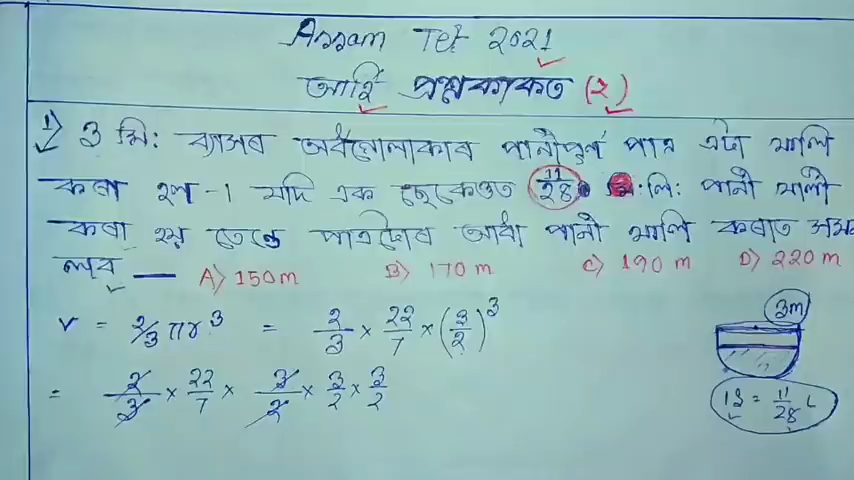 Assam Tet 2021
আৰ্হি প্ৰশ্নকাকত (২)
1) 3 মি: ব্যাসৰ অৰ্ধগোলাকাৰ পানীপূৰ্ণ পাত্ৰ এটা খালি
কৰা হল -। যদি এক ছেকেণ্ডত 11/28 লি: পানী খালী
কৰা হয় তেন্তে পাত্ৰটোৰ আধা পানী খালি কৰাত সময়
লব — A) 150 m B) 170 m C) 190 m D) 220 m
v = 2/3 πr³ = 2/3 × 22/7 × (3/2)³
3m
= 2/3 × 22/7 × 3/2 × 3/2 × 3/2
1S = 11/28 L